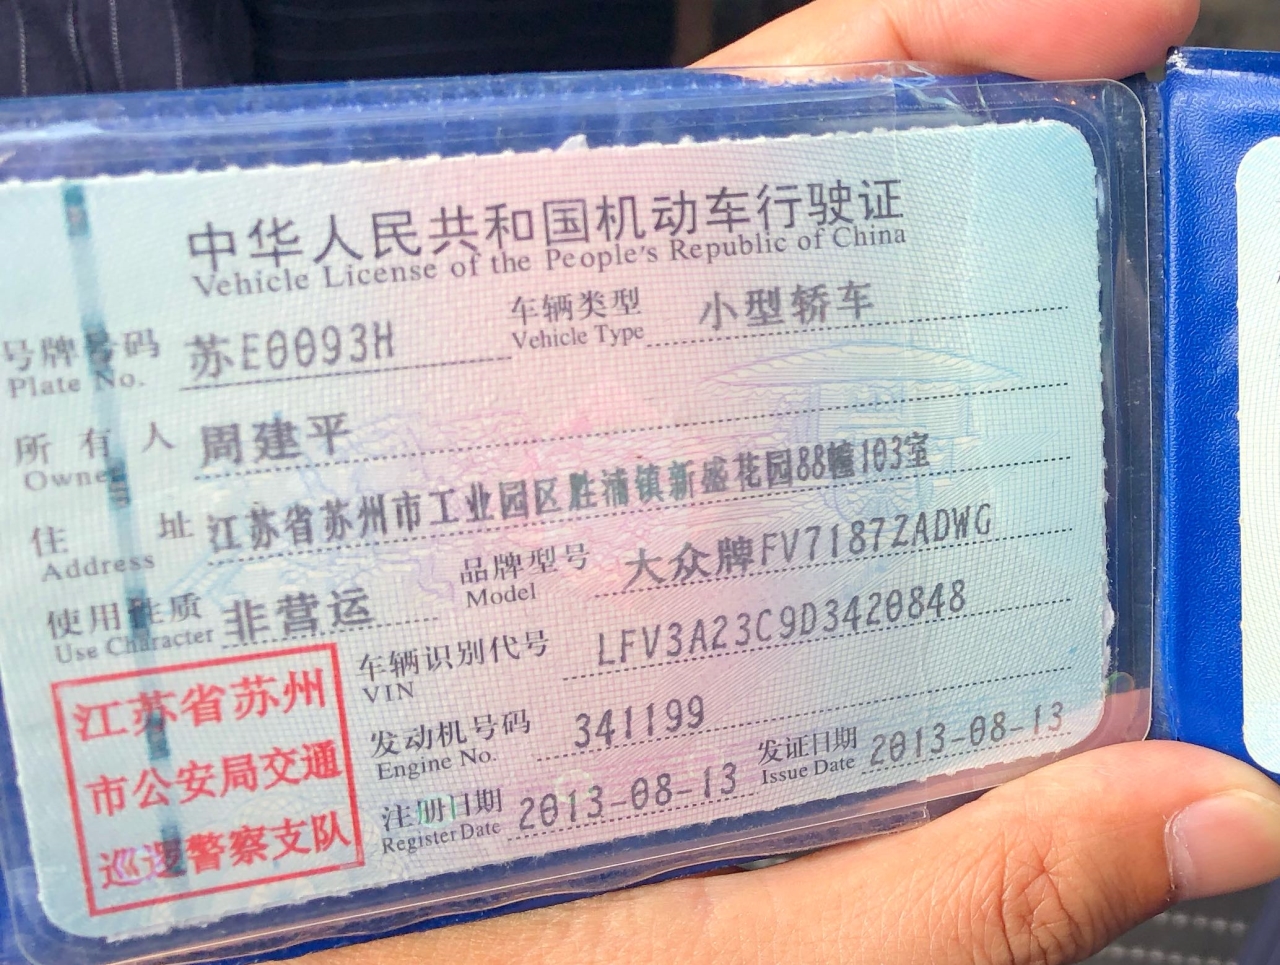 中华人民共和国机动车行驶证
Vehicle License of the People's Republic of China
号牌号码 苏E0093H 车辆类型 小型轿车
Plate No. Vehicle Type
所有人 周建平
Owner
住址 江苏省苏州市工业园区胜浦镇新盛花园88幢103室
Address
使用性质 非营运 品牌型号 大众牌FV7187ZADWG
Use Character Model
车辆识别代号 LFV3A23C9D3420848
VIN
发动机号码 341199
Engine No.
注册日期 2013-08-13 发证日期 2013-08-13
Register Date Issue Date
江苏省苏州
市公安局交通
巡逻警察支队